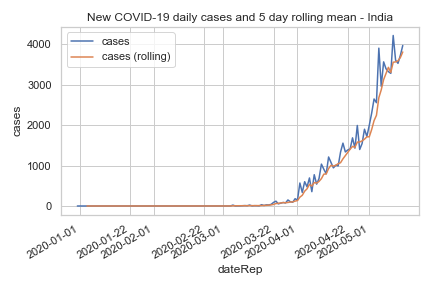 New COVID-19 daily cases and 5 day rolling mean - India
cases
cases (rolling)
4000
3000
2000
1000
0
cases
2020-01-01
2020-01-22
2020-02-01
2020-02-22
2020-03-01
2020-03-22
2020-04-01
2020-04-22
2020-05-01
dateRep